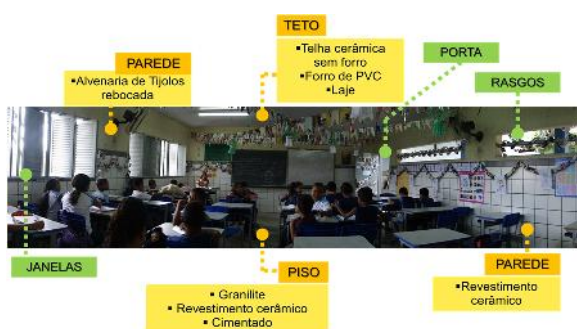 TETO
▪Telha cerâmica
sem forro
▪Forro de PVC
▪Laje
PAREDE
▪Alvenaria de Tijolos
rebocada
PORTA
RASGOS
JANELAS
PISO
▪ Granilite
▪ Revestimento cerâmico
▪ Cimentado
PAREDE
▪Revestimento
cerâmico